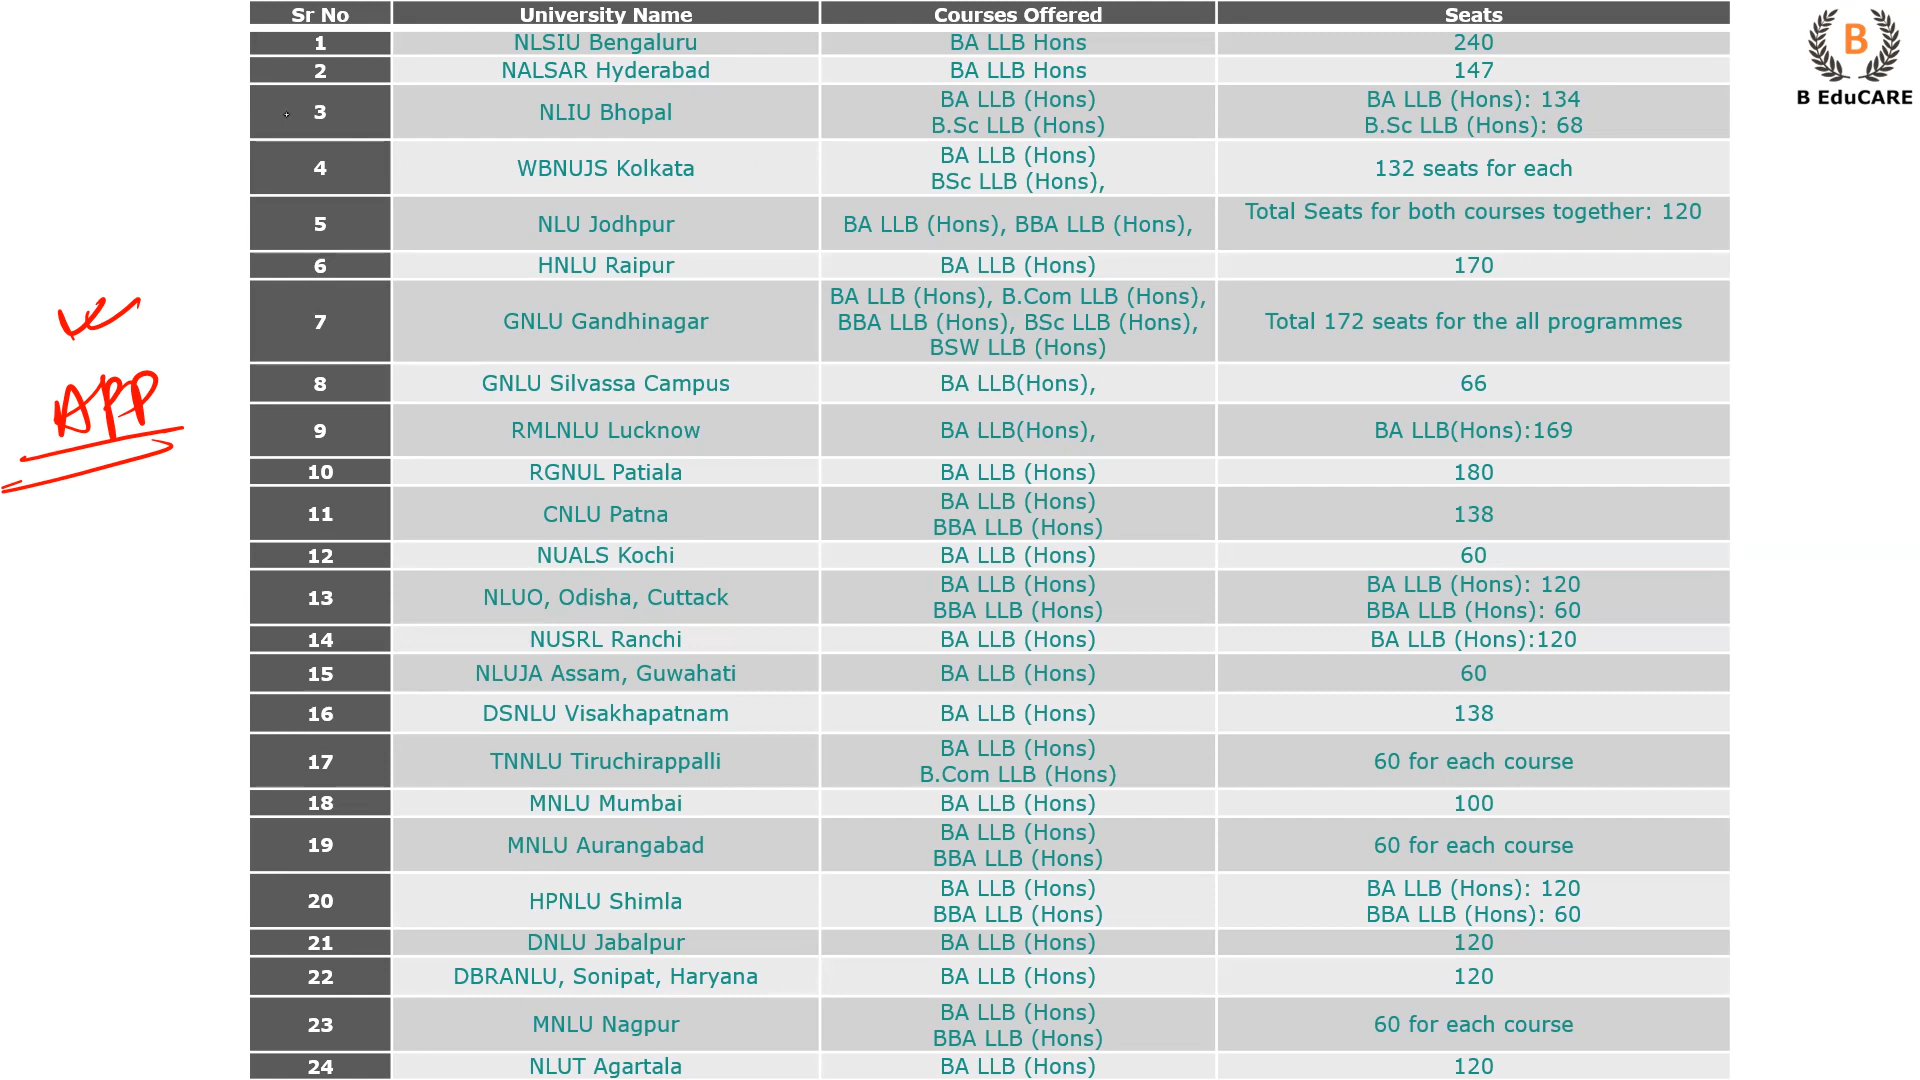 Sr No University Name Courses Offered Seats
1 NLSIU Bengaluru BA LLB Hons 240
2 NALSAR Hyderabad BA LLB Hons 147
3 NLIU Bhopal BA LLB (Hons) BA LLB (Hons): 134
B.Sc LLB (Hons) B.Sc LLB (Hons): 68
4 WBNUJS Kolkata BA LLB (Hons) 132 seats for each
BSc LLB (Hons),
5 NLU Jodhpur BA LLB (Hons), BBA LLB (Hons), Total Seats for both courses together: 120
6 HNLU Raipur BA LLB (Hons) 170
7 GNLU Gandhinagar BA LLB (Hons), B.Com LLB (Hons), Total 172 seats for the all programmes
BBA LLB (Hons), BSc LLB (Hons),
BSW LLB (Hons)
8 GNLU Silvassa Campus BA LLB(Hons), 66
9 RMLNLU Lucknow BA LLB(Hons), BA LLB(Hons):169
10 RGNUL Patiala BA LLB (Hons) 180
11 CNLU Patna BA LLB (Hons) 138
BBA LLB (Hons)
12 NUALS Kochi BA LLB (Hons) 60
13 NLUO, Odisha, Cuttack BA LLB (Hons) BA LLB (Hons): 120
BBA LLB (Hons) BBA LLB (Hons): 60
14 NUSRL Ranchi BA LLB (Hons) BA LLB (Hons):120
15 NLUJA Assam, Guwahati BA LLB (Hons) 60
16 DSNLU Visakhapatnam BA LLB (Hons) 138
17 TNNLU Tiruchirappalli BA LLB (Hons) 60 for each course
B.Com LLB (Hons)
18 MNLU Mumbai BA LLB (Hons) 100
19 MNLU Aurangabad BA LLB (Hons) 60 for each course
BBA LLB (Hons)
20 HPNLU Shimla BA LLB (Hons) BA LLB (Hons): 120
BBA LLB (Hons) BBA LLB (Hons): 60
21 DNLU Jabalpur BA LLB (Hons) 120
22 DBRANLU, Sonipat, Haryana BA LLB (Hons) 120
23 MNLU Nagpur BA LLB (Hons) 60 for each course
BBA LLB (Hons)
24 NLUT Agartala BA LLB (Hons) 120
APP
B
B EduCARE